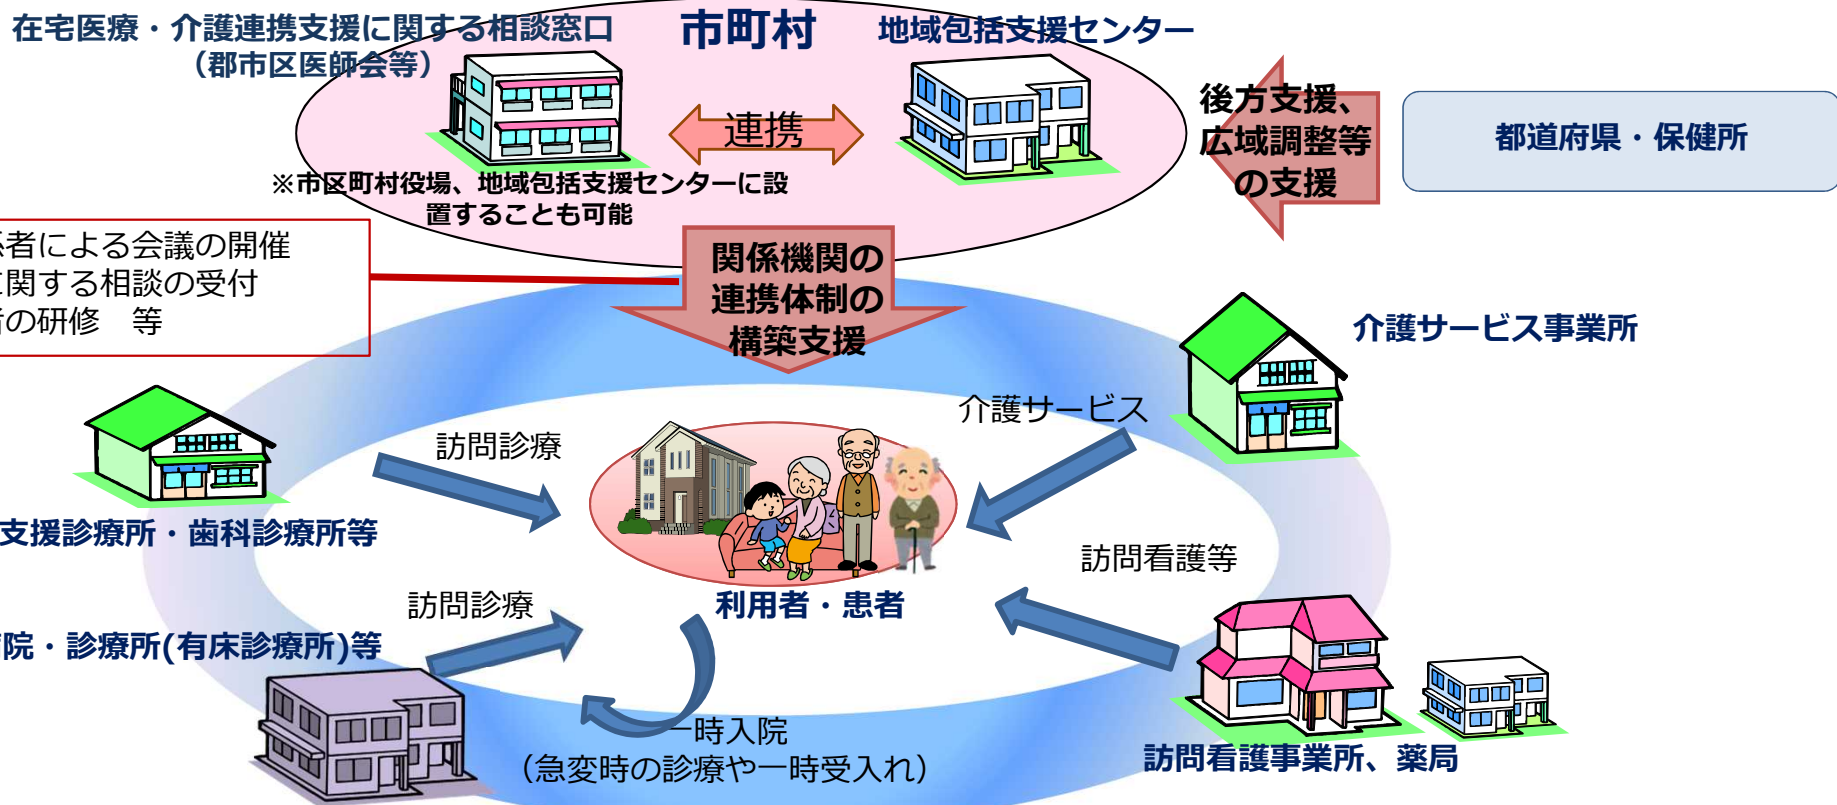 在宅医療・介護連携支援に関する相談窓口
（郡市区医師会等）
市町村
地域包括支援センター
連携
※市区町村役場、地域包括支援センターに設
置することも可能
後方支援、
広域調整等
の支援
都道府県・保健所
係者による会議の開催
に関する相談の受付
者の研修　等
関係機関の
連携体制の
構築支援
介護サービス事業所
介護サービス
訪問診療
支援診療所・歯科診療所等
訪問看護等
利用者・患者
訪問診療
院・診療所(有床診療所)等
一時入院
（急変時の診療や一時受入れ）
訪問看護事業所、薬局